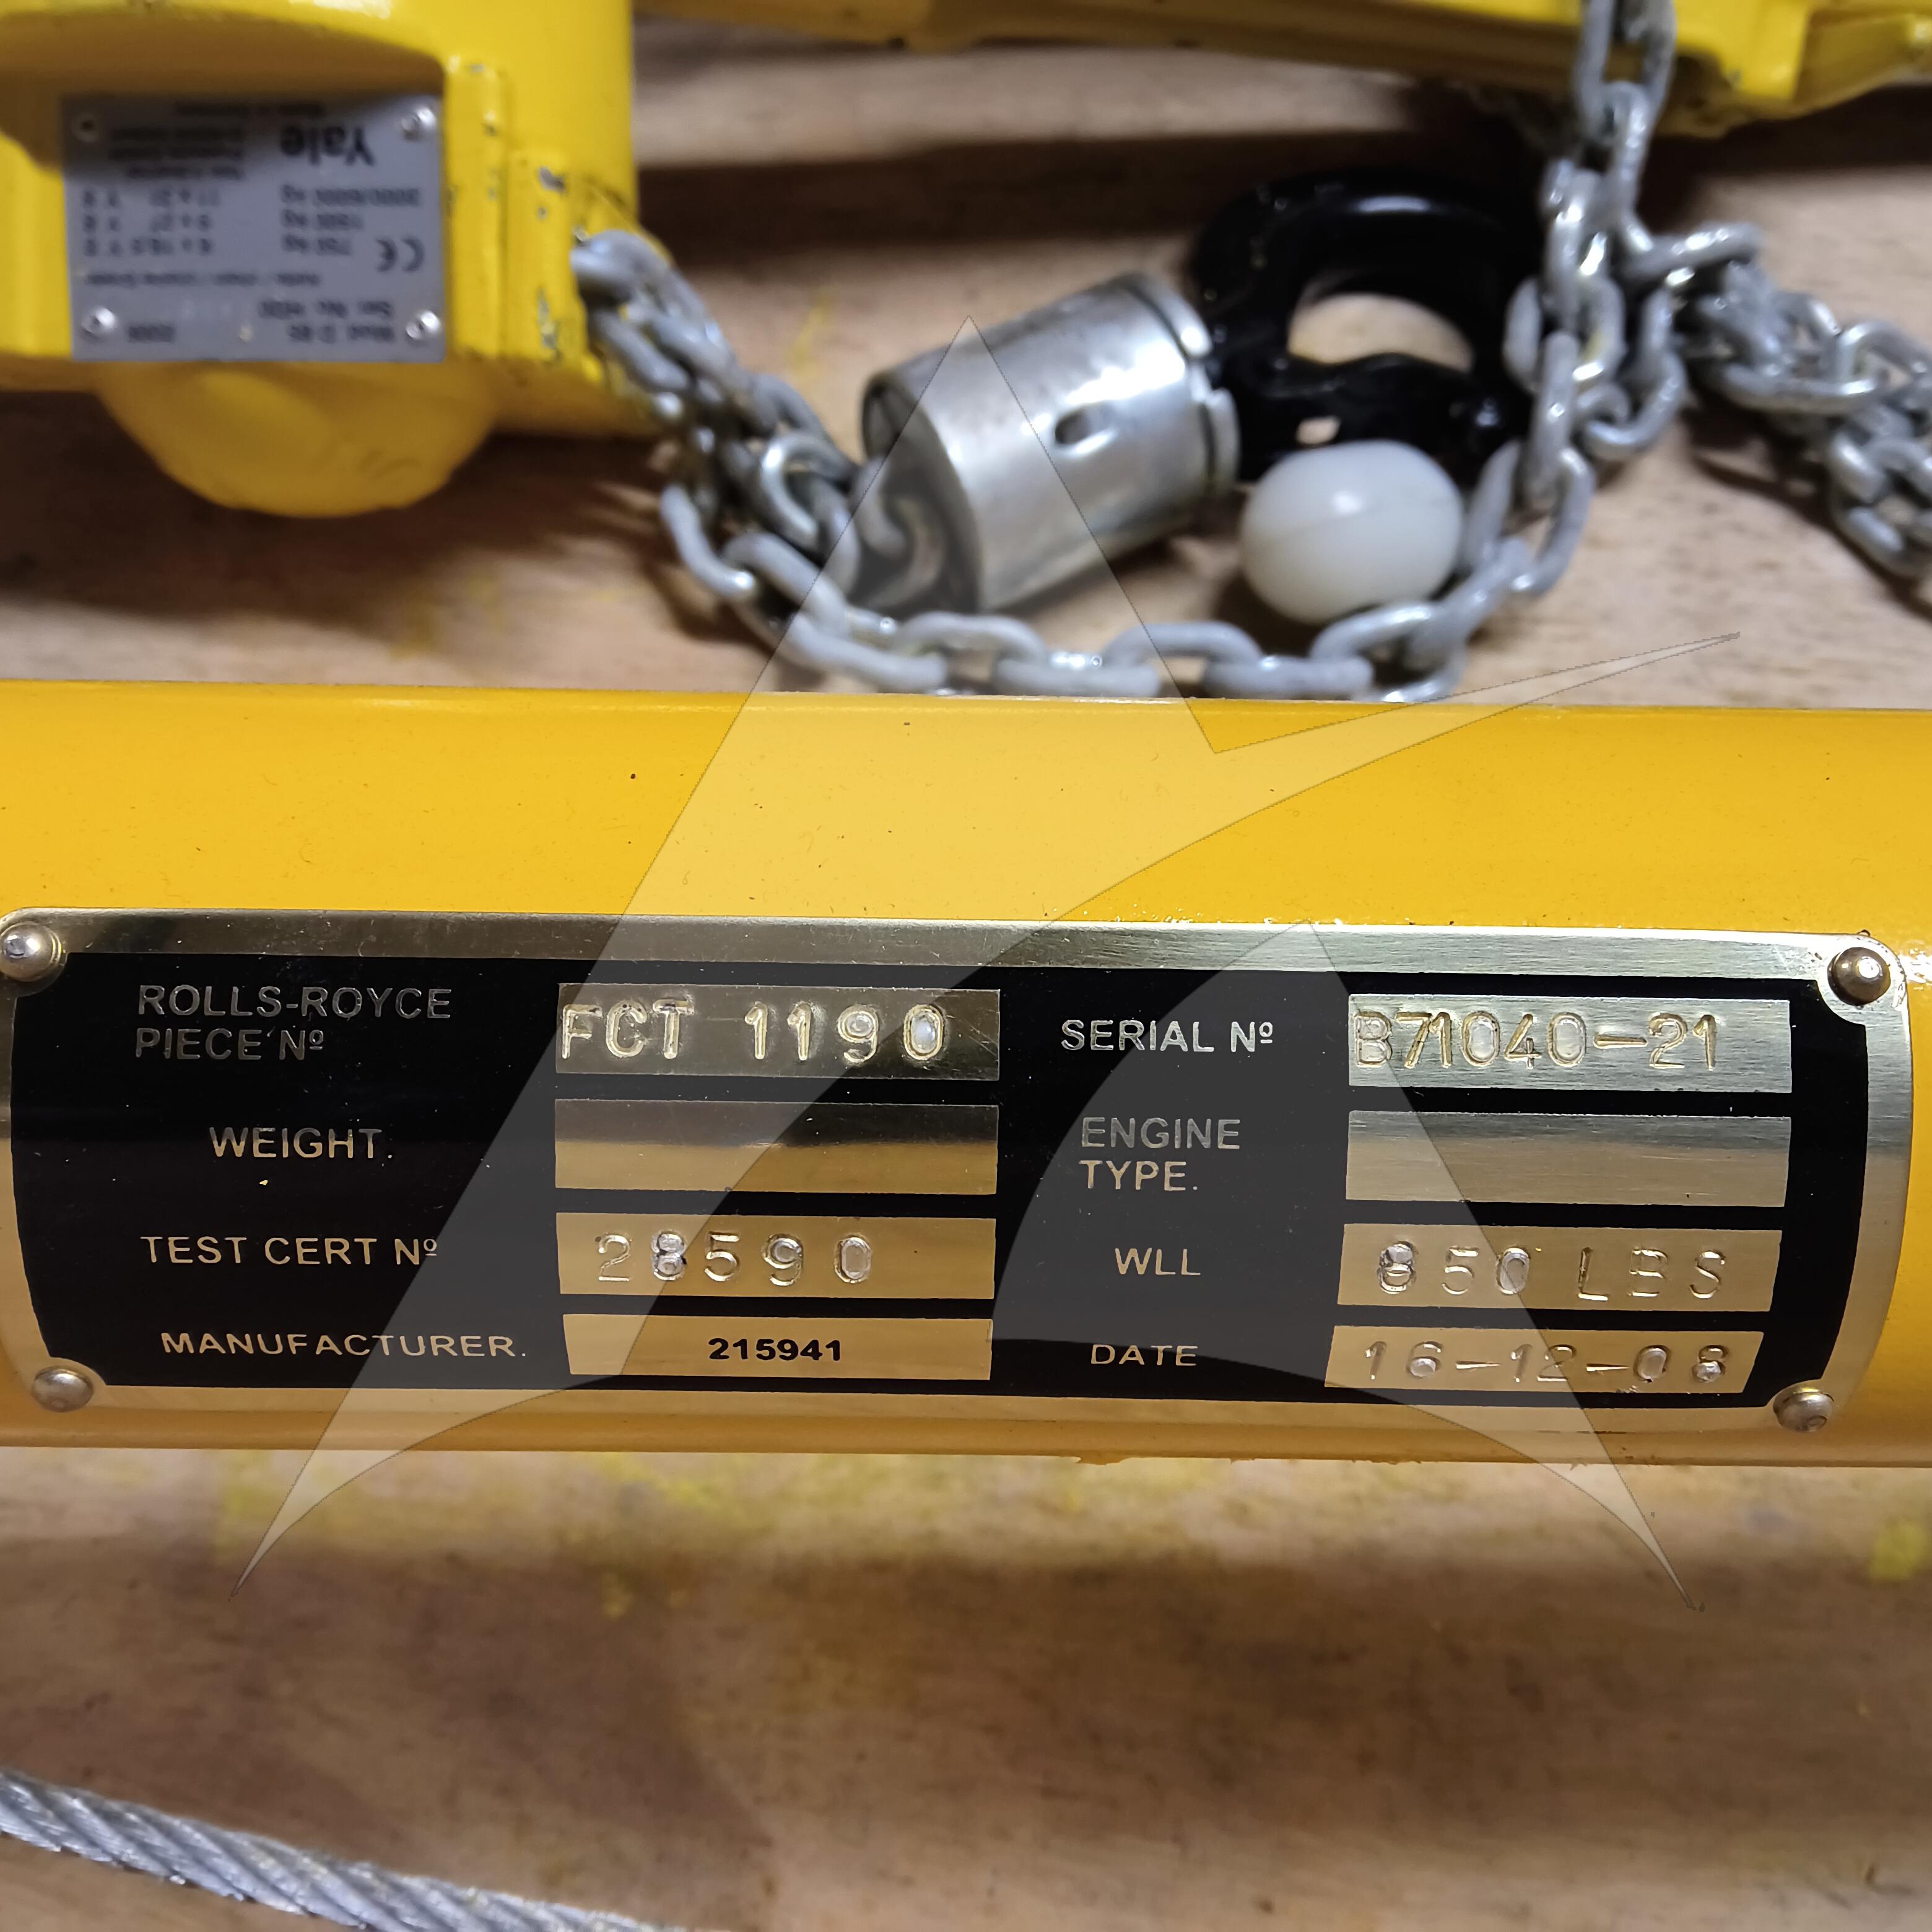 Yale
ROLLS-ROYCE
PIECE Nº
FCT 1190
SERIAL Nº
B71040-21
WEIGHT.
ENGINE
TYPE.
TEST CERT Nº
28590
WLL
850 LBS
MANUFACTURER.
215941
DATE
16-12-08